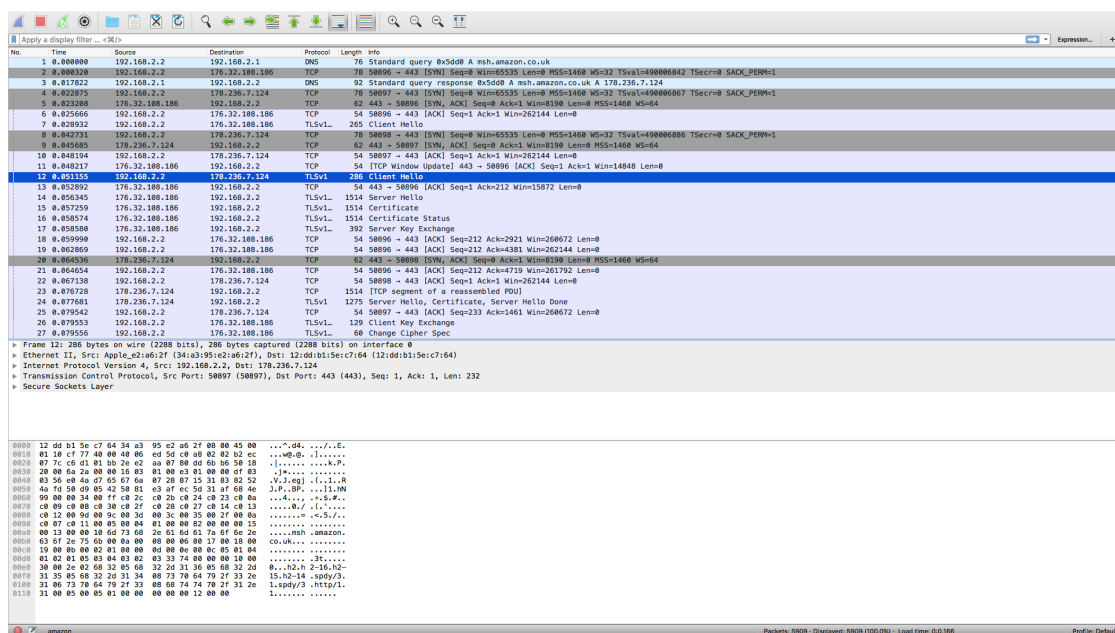 Apply a display filter ... <⌘/>
Expression... +
No. Time Source Destination Protocol Length Info
1 0.000000 192.168.2.2 192.168.2.1 DNS 76 Standard query 0x5dd0 A msh.amazon.co.uk
2 0.000320 192.168.2.2 176.32.108.186 TCP 78 50896 → 443 [SYN] Seq=0 Win=65535 Len=0 MSS=1460 WS=32 TSval=490006842 TSecr=0 SACK_PERM=1
3 0.017822 192.168.2.1 192.168.2.2 DNS 92 Standard query response 0x5dd0 A msh.amazon.co.uk A 178.236.7.124
4 0.022875 192.168.2.2 178.236.7.124 TCP 78 50897 → 443 [SYN] Seq=0 Win=65535 Len=0 MSS=1460 WS=32 TSval=490006867 TSecr=0 SACK_PERM=1
5 0.023208 176.32.108.186 192.168.2.2 TCP 62 443 → 50896 [SYN, ACK] Seq=0 Ack=1 Win=8190 Len=0 MSS=1460 WS=64
6 0.025666 192.168.2.2 176.32.108.186 TCP 54 50896 → 443 [ACK] Seq=1 Ack=1 Win=262144 Len=0
7 0.028932 192.168.2.2 176.32.108.186 TLSv1… 265 Client Hello
8 0.042731 192.168.2.2 178.236.7.124 TCP 78 50898 → 443 [SYN] Seq=0 Win=65535 Len=0 MSS=1460 WS=32 TSval=490006886 TSecr=0 SACK_PERM=1
9 0.045685 178.236.7.124 192.168.2.2 TCP 62 443 → 50897 [SYN, ACK] Seq=0 Ack=1 Win=8190 Len=0 MSS=1460 WS=64
10 0.048194 192.168.2.2 178.236.7.124 TCP 54 50897 → 443 [ACK] Seq=1 Ack=1 Win=262144 Len=0
11 0.048217 176.32.108.186 192.168.2.2 TCP 54 [TCP Window Update] 443 → 50896 [ACK] Seq=1 Ack=1 Win=14848 Len=0
12 0.051155 192.168.2.2 178.236.7.124 TLSv1 286 Client Hello
13 0.052892 176.32.108.186 192.168.2.2 TCP 54 443 → 50896 [ACK] Seq=1 Ack=212 Win=15872 Len=0
14 0.056345 176.32.108.186 192.168.2.2 TLSv1… 1514 Server Hello
15 0.057259 176.32.108.186 192.168.2.2 TLSv1… 1514 Certificate
16 0.058574 176.32.108.186 192.168.2.2 TLSv1… 1514 Certificate Status
17 0.058580 176.32.108.186 192.168.2.2 TLSv1… 392 Server Key Exchange
18 0.059990 192.168.2.2 176.32.108.186 TCP 54 50896 → 443 [ACK] Seq=212 Ack=2921 Win=260672 Len=0
19 0.062869 192.168.2.2 176.32.108.186 TCP 54 50896 → 443 [ACK] Seq=212 Ack=4381 Win=262144 Len=0
20 0.064536 178.236.7.124 192.168.2.2 TCP 62 443 → 50898 [SYN, ACK] Seq=0 Ack=1 Win=8190 Len=0 MSS=1460 WS=64
21 0.064654 192.168.2.2 176.32.108.186 TCP 54 50896 → 443 [ACK] Seq=212 Ack=4719 Win=261792 Len=0
22 0.067138 192.168.2.2 178.236.7.124 TCP 54 50898 → 443 [ACK] Seq=1 Ack=1 Win=262144 Len=0
23 0.076728 178.236.7.124 192.168.2.2 TCP 1514 [TCP segment of a reassembled PDU]
24 0.077681 178.236.7.124 192.168.2.2 TLSv1 1275 Server Hello, Certificate, Server Hello Done
25 0.079542 192.168.2.2 178.236.7.124 TCP 54 50897 → 443 [ACK] Seq=233 Ack=1461 Win=260672 Len=0
26 0.079553 192.168.2.2 176.32.108.186 TLSv1… 129 Client Key Exchange
27 0.079556 192.168.2.2 176.32.108.186 TLSv1… 60 Change Cipher Spec
Frame 12: 286 bytes on wire (2288 bits), 286 bytes captured (2288 bits) on interface 0
Ethernet II, Src: Apple_e2:a6:2f (34:a3:95:e2:a6:2f), Dst: 12:dd:b1:5e:c7:64 (12:dd:b1:5e:c7:64)
Internet Protocol Version 4, Src: 192.168.2.2, Dst: 178.236.7.124
Transmission Control Protocol, Src Port: 50897 (50897), Dst Port: 443 (443), Seq: 1, Ack: 1, Len: 232
Secure Sockets Layer
0000 12 dd b1 5e c7 64 34 a3 95 e2 a6 2f 08 00 45 00 ...^.d4. .../..E.
0010 01 10 cf 77 40 00 40 06 ed 5d c0 a8 02 02 b2 ec ...w@.@. .]......
0020 07 7c c6 d1 01 bb 2e e2 aa 07 80 dd 6b b6 50 18 .|...... ....k.P.
0030 20 00 6a 2a 00 00 16 03 01 00 e3 01 00 00 df 03 .j*.... ........
0040 03 56 e0 4a d7 65 67 6a 07 28 87 15 31 83 82 52 .V.J.egj .(..1..R
0050 4a fd 50 d9 05 42 50 81 e3 af ec 5d 31 af 68 4e J.P..BP. ...]1.hN
0060 99 00 00 34 00 ff c0 2c c0 2b c0 24 c0 23 c0 0a ...4..., .+.$.#..
0070 c0 09 c0 08 c0 30 c0 2f c0 28 c0 27 c0 14 c0 13 .....0./ .(.'....
0080 c0 12 00 9d 00 9c 00 3d 00 3c 00 35 00 2f 00 0a .......= .<.5./..
0090 c0 07 c0 11 00 05 00 04 01 00 00 82 00 00 00 15 ........ ........
00a0 00 13 00 00 10 6d 73 68 2e 61 6d 61 7a 6f 6e 2e .....msh .amazon.
00b0 63 6f 2e 75 6b 00 0a 00 08 00 06 00 17 00 18 00 co.uk... ........
00c0 19 00 0b 00 02 01 00 00 0d 00 0e 00 0c 05 01 04 ........ ........
00d0 01 02 01 05 03 04 03 02 03 33 74 00 00 00 10 00 ........ .3t.....
00e0 30 00 2e 02 68 32 05 68 32 2d 31 36 05 68 32 2d 0...h2.h 2-16.h2-
00f0 31 35 05 68 32 2d 31 34 08 73 70 64 79 2f 33 2e 15.h2-14 .spdy/3.
0100 31 06 73 70 64 79 2f 33 08 68 74 74 70 2f 31 2e 1.spdy/3 .http/1.
0110 31 00 05 00 05 01 00 00 00 00 00 12 00 00 1....... ......
amazon
Packets: 5909 · Displayed: 5909 (100.0%) · Load time: 0:0.166
Profile: Default